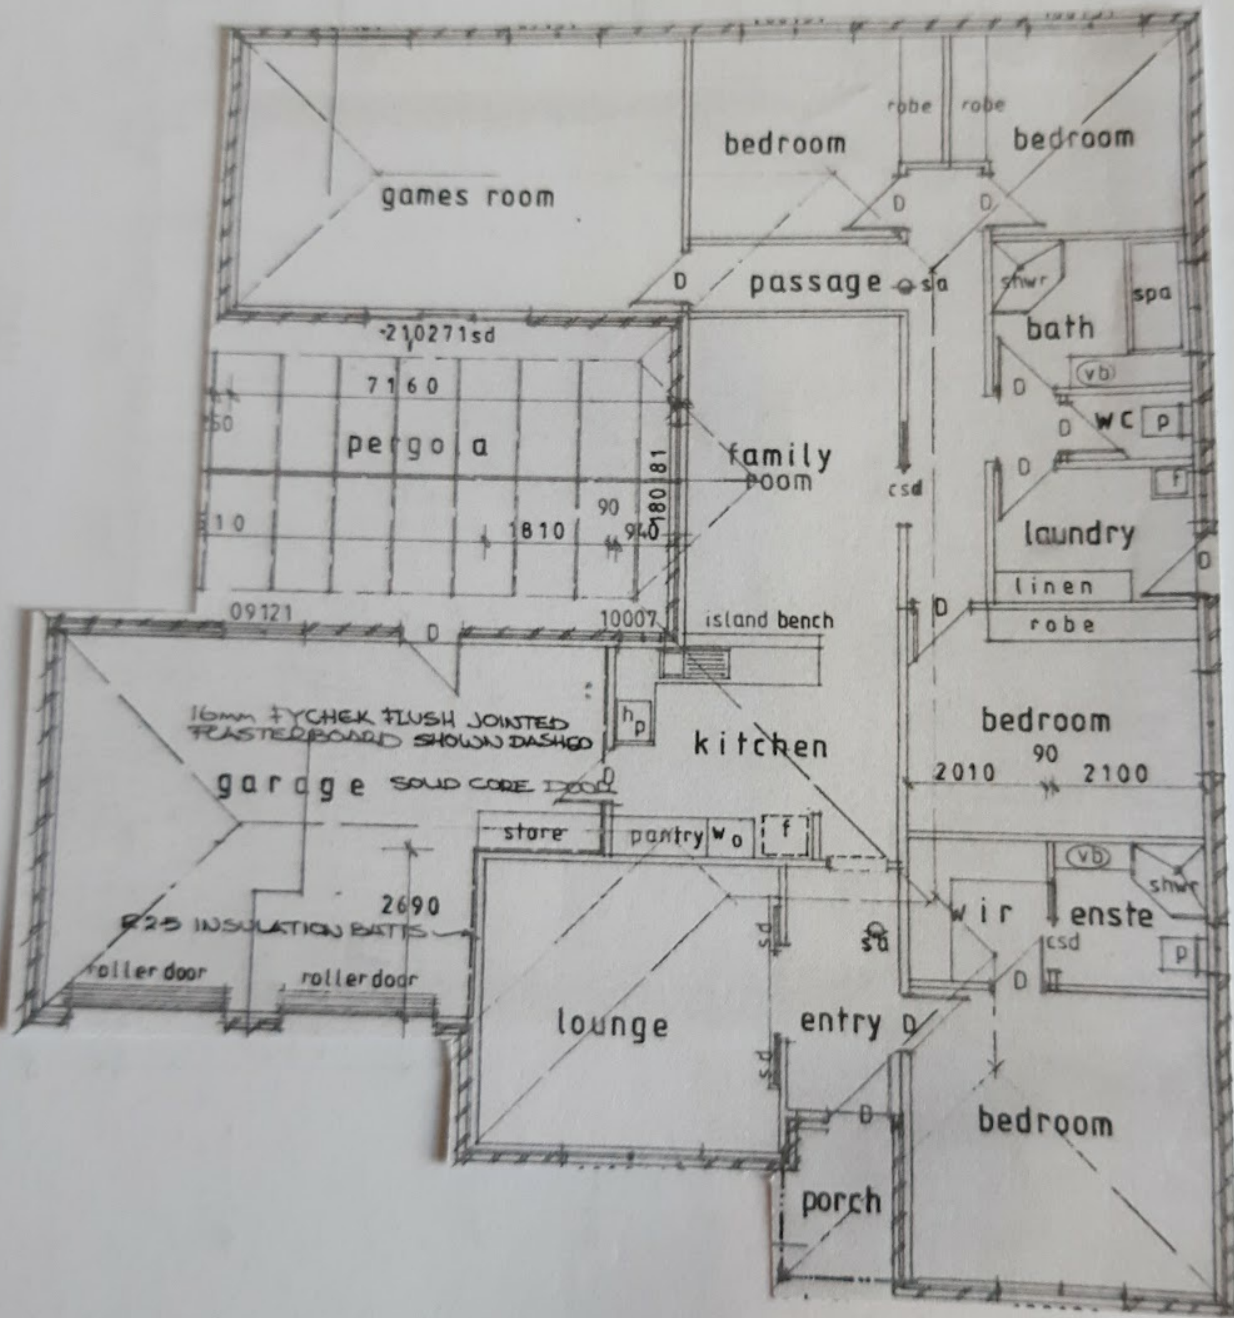 robe
robe
bedroom
bedroom
games room
D
D
D
passage
sa
shwr
spa
bath
210271sd
7160
vb
D
pergola
family
room
WC
p
D
D
f
csd
180181
90
1810
940
laundry
D
linen
09121
10007
island bench
D
robe
D
hp
kitchen
bedroom
90
2010
2100
garage
SOLID CORE DOOR
D
16mm FYCHEK FLUSH JOINTED
PLASTERBOARD SHOWN DASHED
store
pantry
wo
f
vb
shwr
2690
wir
enste
R2.5 INSULATION BATTS
sd
sa
csd
p
roller door
roller door
D
lounge
entry
D
sd
D
bedroom
porch